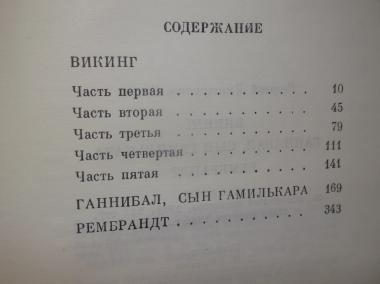 СОДЕРЖАНИЕ
ВИКИНГ
Часть первая . . . . . . . . . . . 10
Часть вторая . . . . . . . . . . . 45
Часть третья . . . . . . . . . . . 79
Часть четвертая . . . . . . . . . . 111
Часть пятая . . . . . . . . . . . 141
ГАННИБАЛ, СЫН ГАМИЛЬКАРА 169
РЕМБРАНДТ . . . . . . . . . . . 343